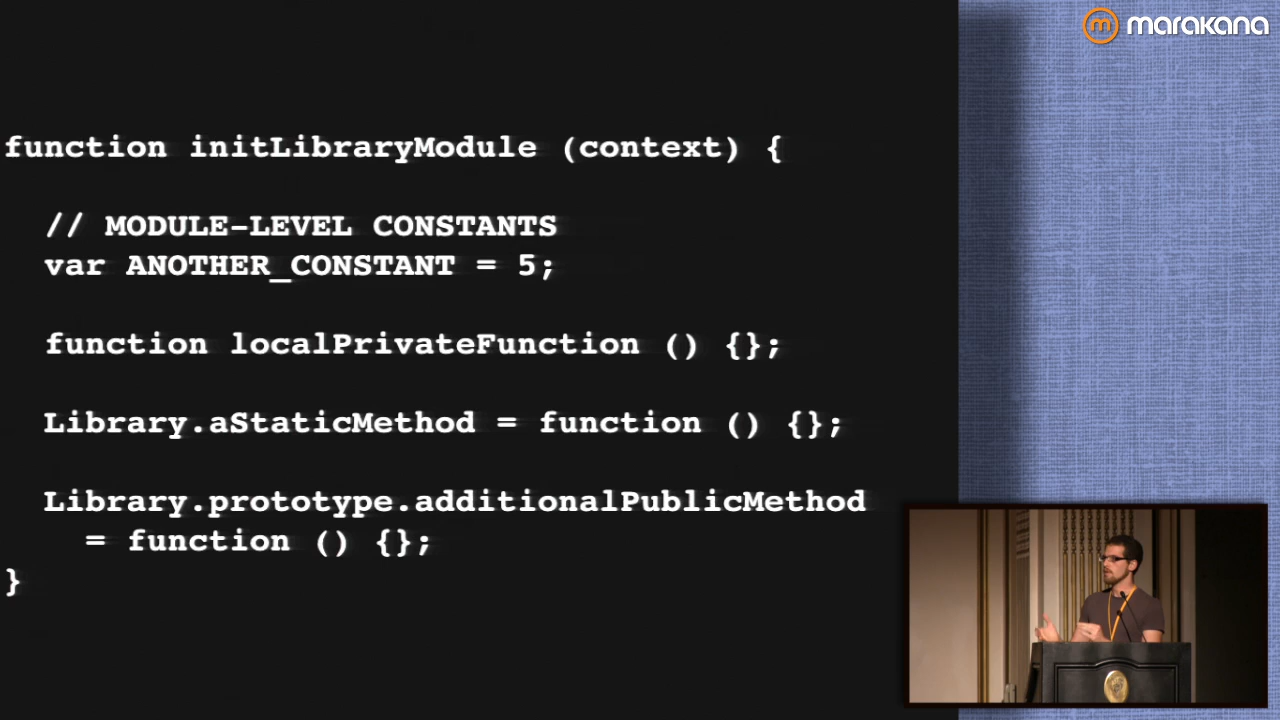 marakana
function initLibraryModule (context) {
// MODULE-LEVEL CONSTANTS
var ANOTHER_CONSTANT = 5;
function localPrivateFunction () {};
Library.aStaticMethod = function () {};
Library.prototype.additionalPublicMethod
= function () {};
}